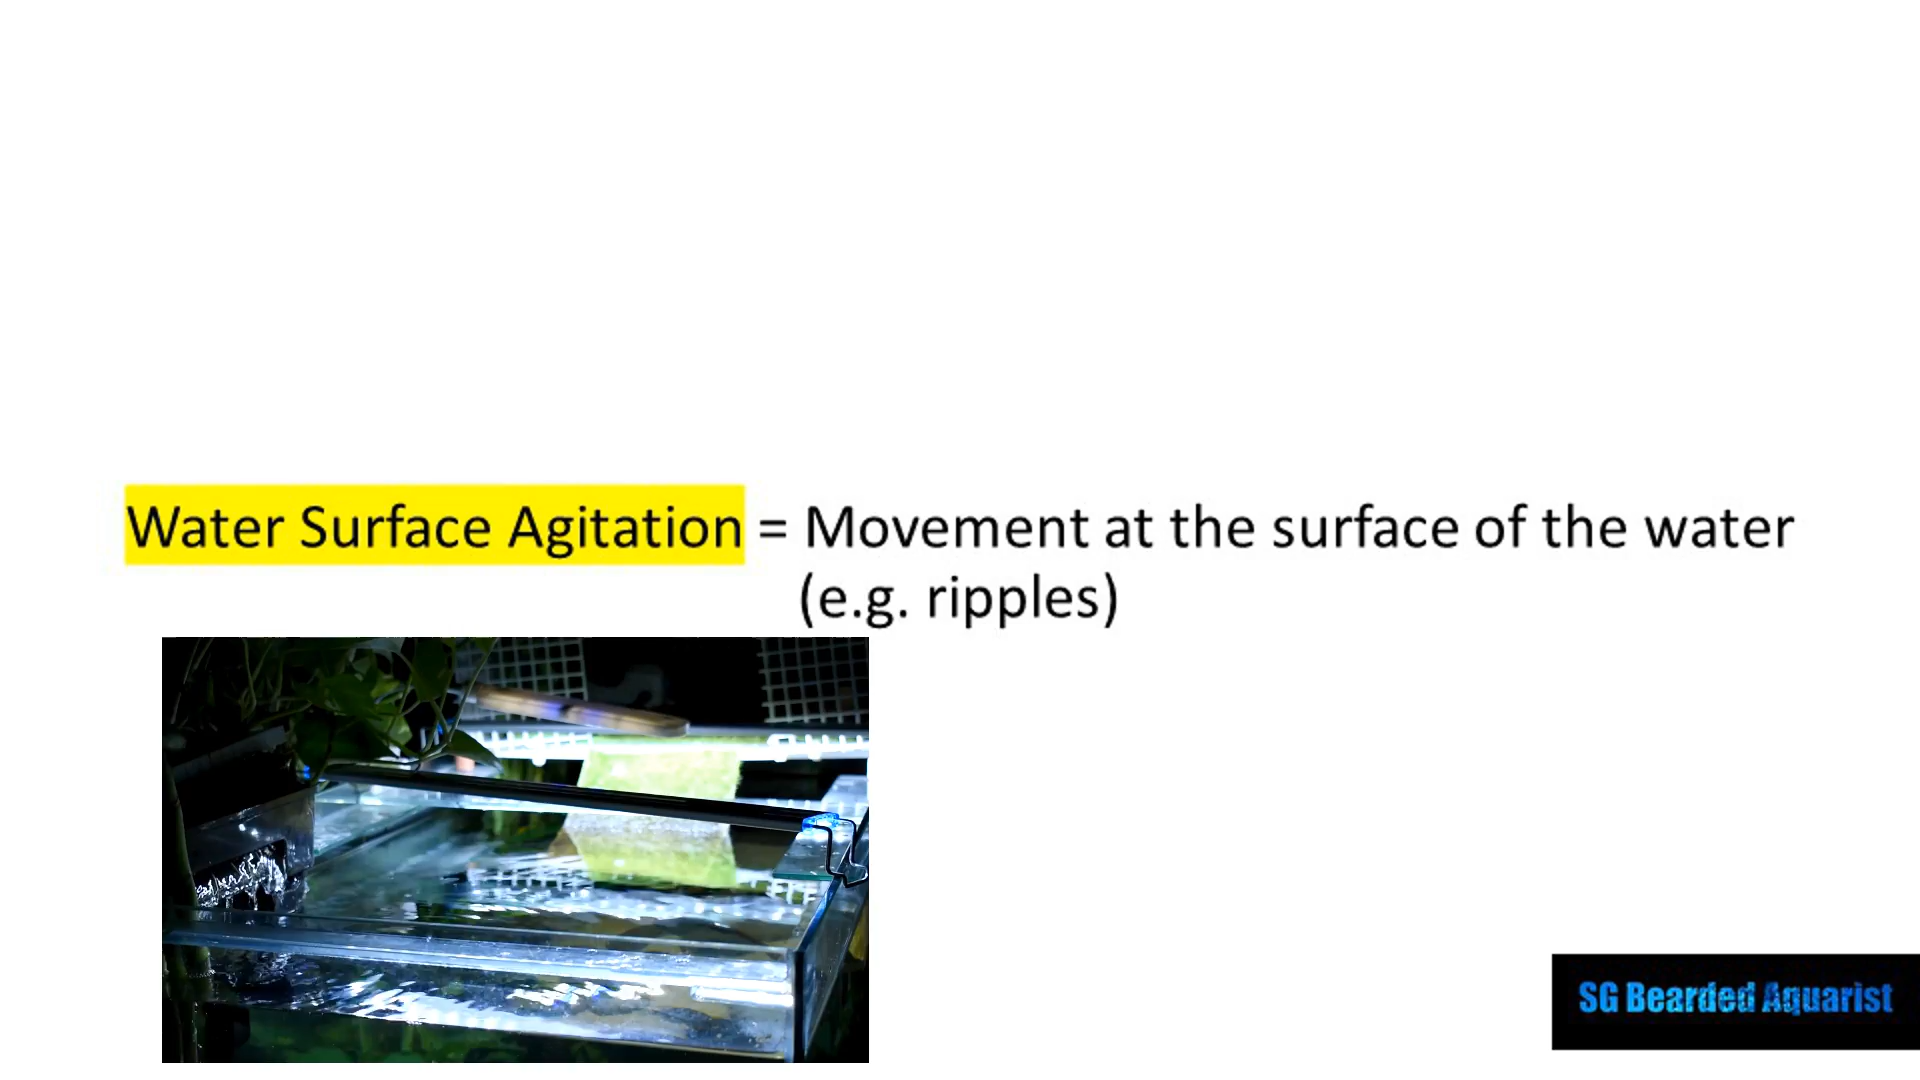 Water Surface Agitation = Movement at the surface of the water
(e.g. ripples)
SG Bearded Aquarist